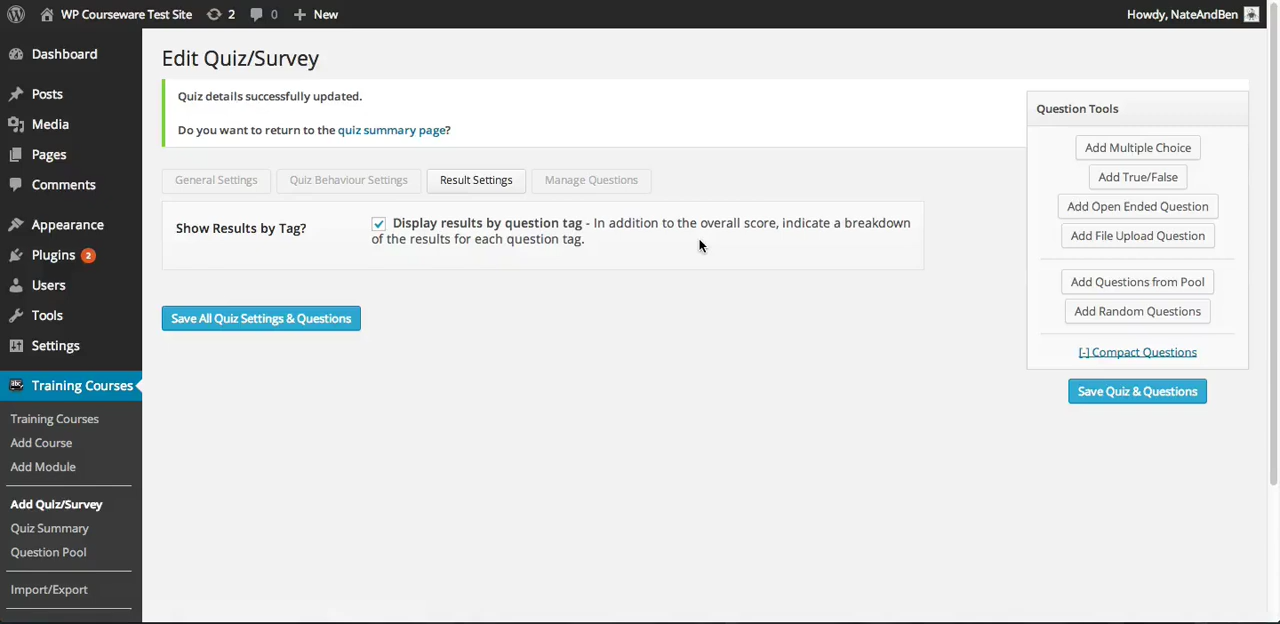 WP Courseware Test Site 2 0 New Howdy, NateAndBen
Dashboard
Posts
Media
Pages
Comments
Appearance
Plugins 2
Users
Tools
Settings
Training Courses
Training Courses
Add Course
Add Module
Add Quiz/Survey
Quiz Summary
Question Pool
Import/Export
Edit Quiz/Survey
Quiz details successfully updated.
Do you want to return to the quiz summary page?
General Settings Quiz Behaviour Settings Result Settings Manage Questions
Show Results by Tag?
Display results by question tag - In addition to the overall score, indicate a breakdown
of the results for each question tag.
Save All Quiz Settings & Questions
Question Tools
Add Multiple Choice
Add True/False
Add Open Ended Question
Add File Upload Question
Add Questions from Pool
Add Random Questions
[-] Compact Questions
Save Quiz & Questions